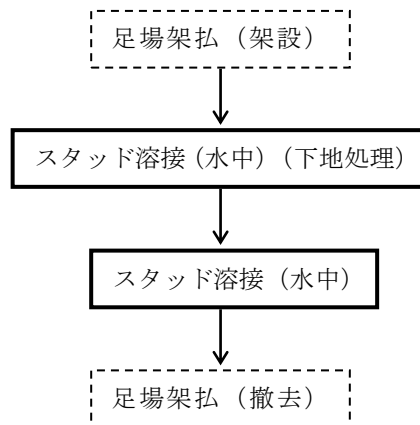 足場架払（架設）
スタッド溶接（水中）（下地処理）
スタッド溶接（水中）
足場架払（撤去）